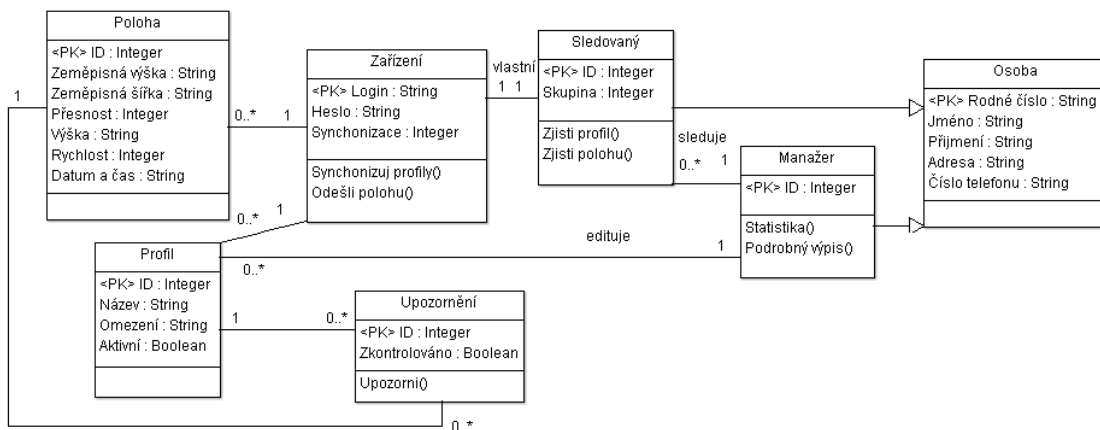 Poloha
<PK> ID : Integer
Zeměpisná výška : String
Zeměpisná šířka : String
Přesnost : Integer
Výška : String
Rychlost : Integer
Datum a čas : String
Zařízení
<PK> Login : String
Heslo : String
Synchonizace : Integer
Synchonizuj profily()
Odešli polohu()
Sledovaný
<PK> ID : Integer
Skupina : Integer
Zjisti profil()
Zjisti polohu()
Osoba
<PK> Rodné číslo : String
Jméno : String
Přijmení : String
Adresa : String
Číslo telefonu : String
Manažer
<PK> ID : Integer
Statistika()
Podrobný výpis()
Profil
<PK> ID : Integer
Název : String
Omezení : String
Aktivní : Boolean
Upozornění
<PK> ID : Integer
Zkontrolováno : Boolean
Upozorni()
vlastní
1 1
sleduje
0..* 1
edituje
0..* 1
0..* 1
0..* 1
1 0..*
1
0..*